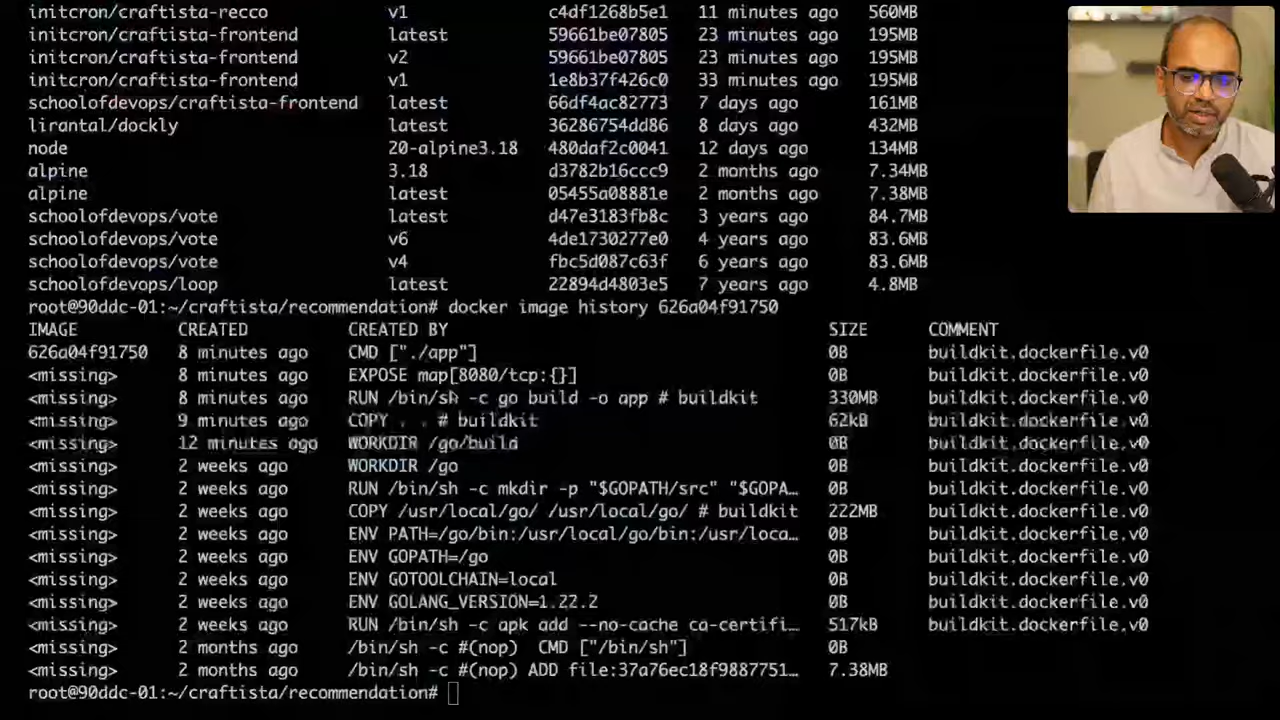 initcron/craftista-recco v1 c4df1268b5e1 11 minutes ago 560MB
initcron/craftista-frontend latest 59661be07805 23 minutes ago 195MB
initcron/craftista-frontend v2 59661be07805 23 minutes ago 195MB
initcron/craftista-frontend v1 1e8b37f426c0 33 minutes ago 195MB
schoolofdevops/craftista-frontend latest 66df4ac82773 7 days ago 161MB
lirantal/dockly latest 36286754dd86 8 days ago 432MB
node 20-alpine3.18 480daf2c0041 12 days ago 134MB
alpine 3.18 d3782b16ccc9 2 months ago 7.34MB
alpine latest 05455a08881e 2 months ago 7.38MB
schoolofdevops/vote latest d47e3183fb8c 3 years ago 84.7MB
schoolofdevops/vote v6 4de1730277e0 4 years ago 83.6MB
schoolofdevops/vote v4 fbc5d087c63f 6 years ago 83.6MB
schoolofdevops/loop latest 22894d4803e5 7 years ago 4.8MB
root@90ddc-01:~/craftista/recommendation# docker image history 626a04f91750
IMAGE CREATED CREATED BY SIZE COMMENT
626a04f91750 8 minutes ago CMD ["./app"] 0B buildkit.dockerfile.v0
<missing> 8 minutes ago EXPOSE map[8080/tcp:{}] 0B buildkit.dockerfile.v0
<missing> 8 minutes ago RUN /bin/sh -c go build -o app # buildkit 330MB buildkit.dockerfile.v0
<missing> 9 minutes ago COPY . . # buildkit 62kB buildkit.dockerfile.v0
<missing> 12 minutes ago WORKDIR /go/build 0B buildkit.dockerfile.v0
<missing> 2 weeks ago WORKDIR /go 0B buildkit.dockerfile.v0
<missing> 2 weeks ago RUN /bin/sh -c mkdir -p "$GOPATH/src" "$GOPA… 0B buildkit.dockerfile.v0
<missing> 2 weeks ago COPY /usr/local/go/ /usr/local/go/ # buildkit 222MB buildkit.dockerfile.v0
<missing> 2 weeks ago ENV PATH=/go/bin:/usr/local/go/bin:/usr/loca… 0B buildkit.dockerfile.v0
<missing> 2 weeks ago ENV GOPATH=/go 0B buildkit.dockerfile.v0
<missing> 2 weeks ago ENV GOTOOLCHAIN=local 0B buildkit.dockerfile.v0
<missing> 2 weeks ago ENV GOLANG_VERSION=1.22.2 0B buildkit.dockerfile.v0
<missing> 2 weeks ago RUN /bin/sh -c apk add --no-cache ca-certifi… 517kB buildkit.dockerfile.v0
<missing> 2 months ago /bin/sh -c #(nop) CMD ["/bin/sh"] 0B
<missing> 2 months ago /bin/sh -c #(nop) ADD file:37a76ec18f9887751… 7.38MB
root@90ddc-01:~/craftista/recommendation#